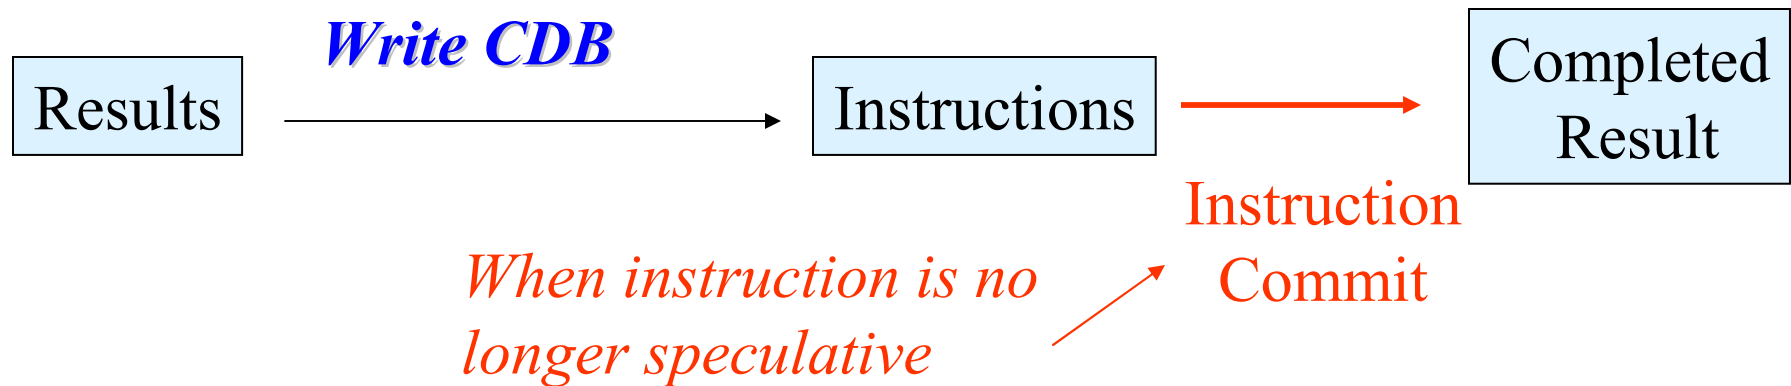 Write CDB
Results
Instructions
Completed
Result
Instruction
Commit
When instruction is no
longer speculative